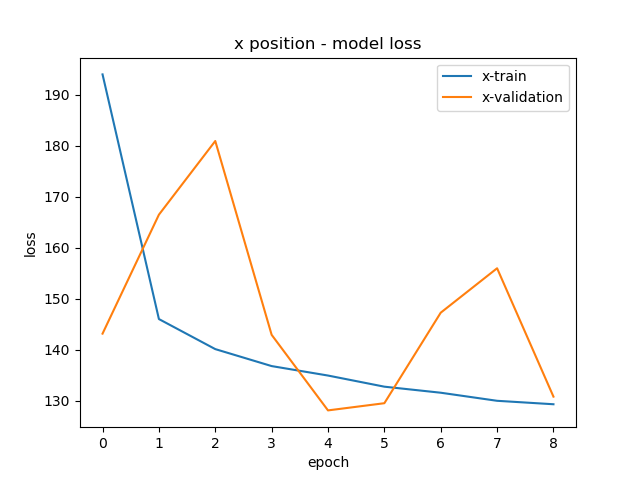 x position - model loss
x-train
x-validation
loss
190
180
170
160
150
140
130
0 1 2 3 4 5 6 7 8
epoch